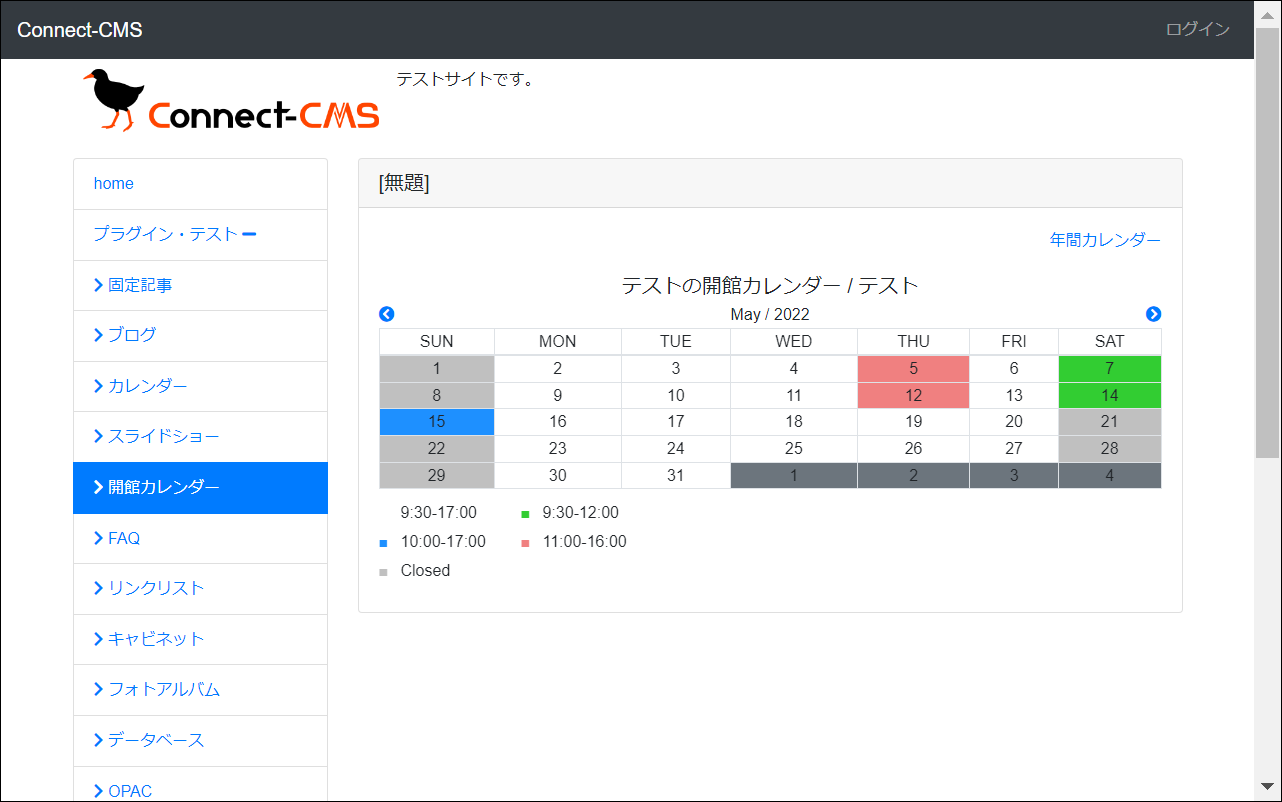 Connect-CMS
ログイン
Connect-CMS
テストサイトです。
home
プラグイン・テスト
固定記事
ブログ
カレンダー
スライドショー
開館カレンダー
FAQ
リンクリスト
キャビネット
フォトアルバム
データベース
OPAC
[無題]
年間カレンダー
テストの開館カレンダー / テスト
May / 2022
SUN MON TUE WED THU FRI SAT
1 2 3 4 5 6 7
8 9 10 11 12 13 14
15 16 17 18 19 20 21
22 23 24 25 26 27 28
29 30 31 1 2 3 4
9:30-17:00 9:30-12:00
10:00-17:00 11:00-16:00
Closed